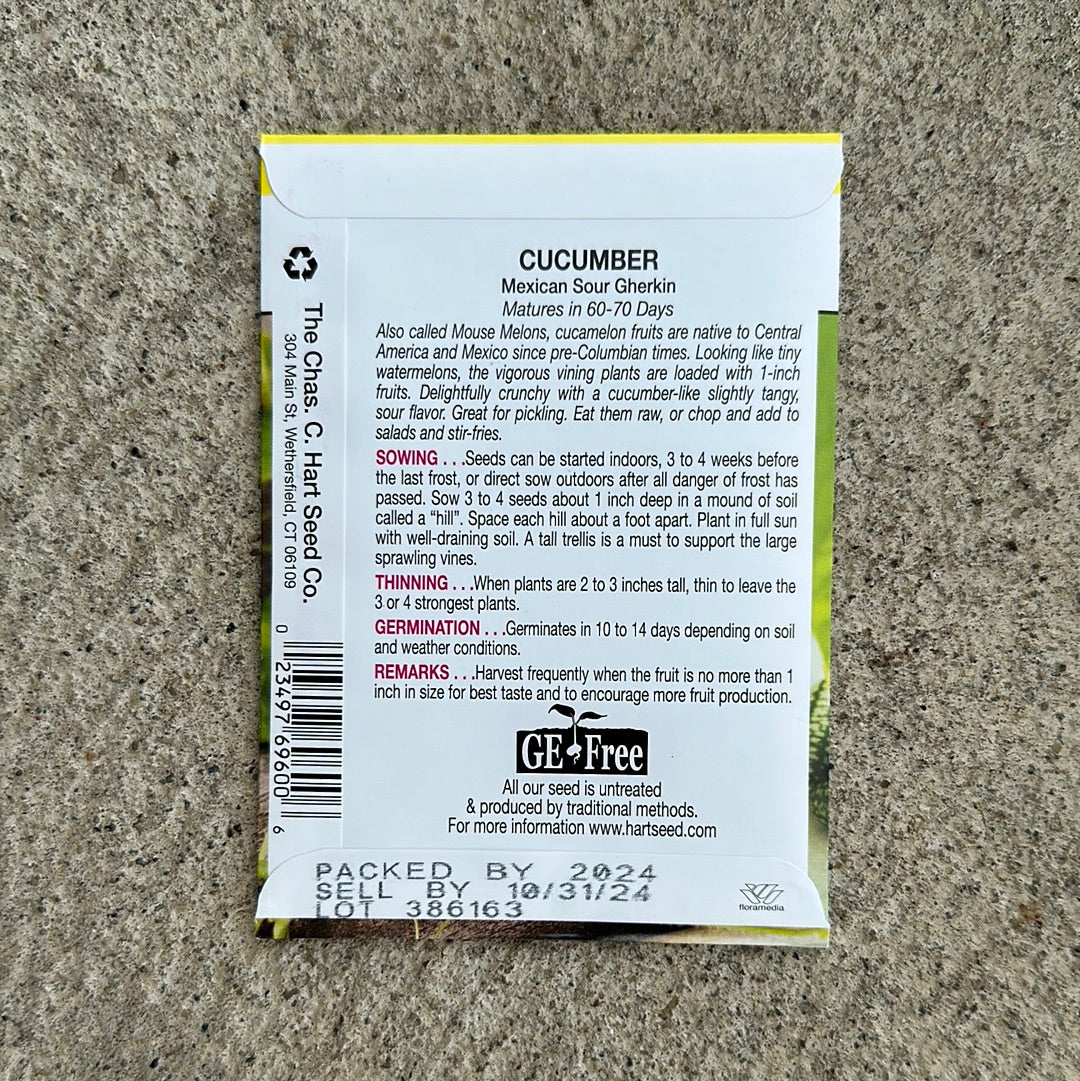 CUCUMBER
Mexican Sour Gherkin
Matures in 60-70 Days
Also called Mouse Melons, cucamelon fruits are native to Central
America and Mexico since pre-Columbian times. Looking like tiny
watermelons, the vigorous vining plants are loaded with 1-inch
fruits. Delightfully crunchy with a cucumber-like slightly tangy,
sour flavor. Great for pickling. Eat them raw, or chop and add to
salads and stir-fries.
SOWING . . .Seeds can be started indoors, 3 to 4 weeks before
the last frost, or direct sow outdoors after all danger of frost has
passed. Sow 3 to 4 seeds about 1 inch deep in a mound of soil
called a “hill”. Space each hill about a foot apart. Plant in full sun
with well-draining soil. A tall trellis is a must to support the large
sprawling vines.
THINNING . . .When plants are 2 to 3 inches tall, thin to leave the
3 or 4 strongest plants.
GERMINATION . . .Germinates in 10 to 14 days depending on soil
and weather conditions.
REMARKS . . .Harvest frequently when the fruit is no more than 1
inch in size for best taste and to encourage more fruit production.
GE Free
All our seed is untreated
& produced by traditional methods.
For more information www.hartseed.com
The Chas. C. Hart Seed Co.
304 Main St, Wethersfield, CT 06109
0 23497 69600 6
PACKED BY 2024
SELL BY 10/31/24
LOT 386163
floramedia